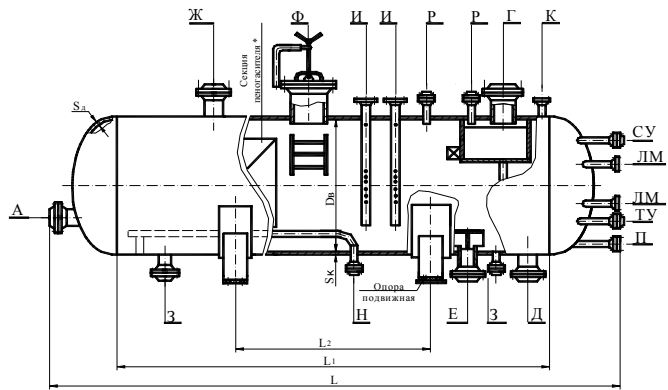 Ж
Ф
И
И
Р
Р
Г
К
Секция
пеногасителя *
Sд
СУ
ЛМ
Dв
А
ЛМ
ТУ
П
Sк
Опора
подвижная
З
Н
Е
З
Д
L2
L1
L